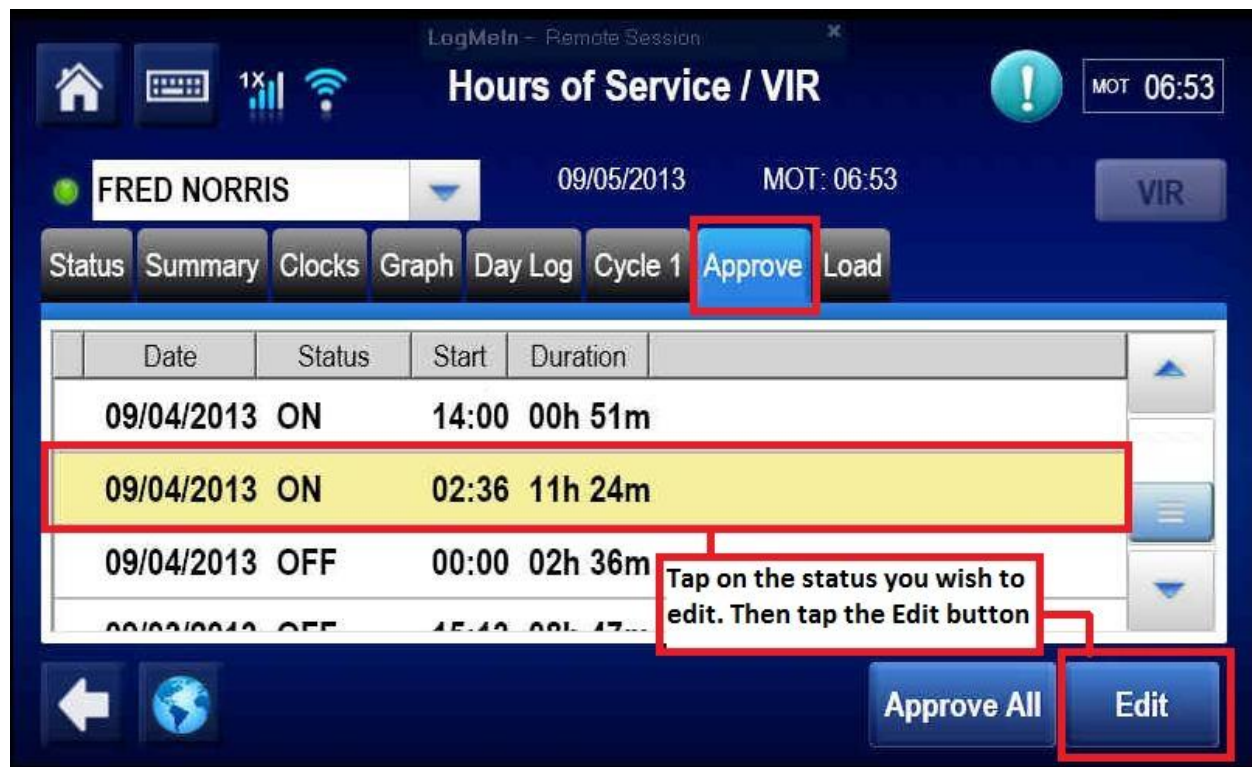 LogMeIn - Remote Session
1X
Hours of Service / VIR
MOT 06:53
FRED NORRIS
09/05/2013 MOT: 06:53
VIR
Status Summary Clocks Graph Day Log Cycle 1 Approve Load
Date Status Start Duration
09/04/2013 ON 14:00 00h 51m
09/04/2013 ON 02:36 11h 24m
09/04/2013 OFF 00:00 02h 36m
Tap on the status you wish to
edit. Then tap the Edit button
Approve All
Edit